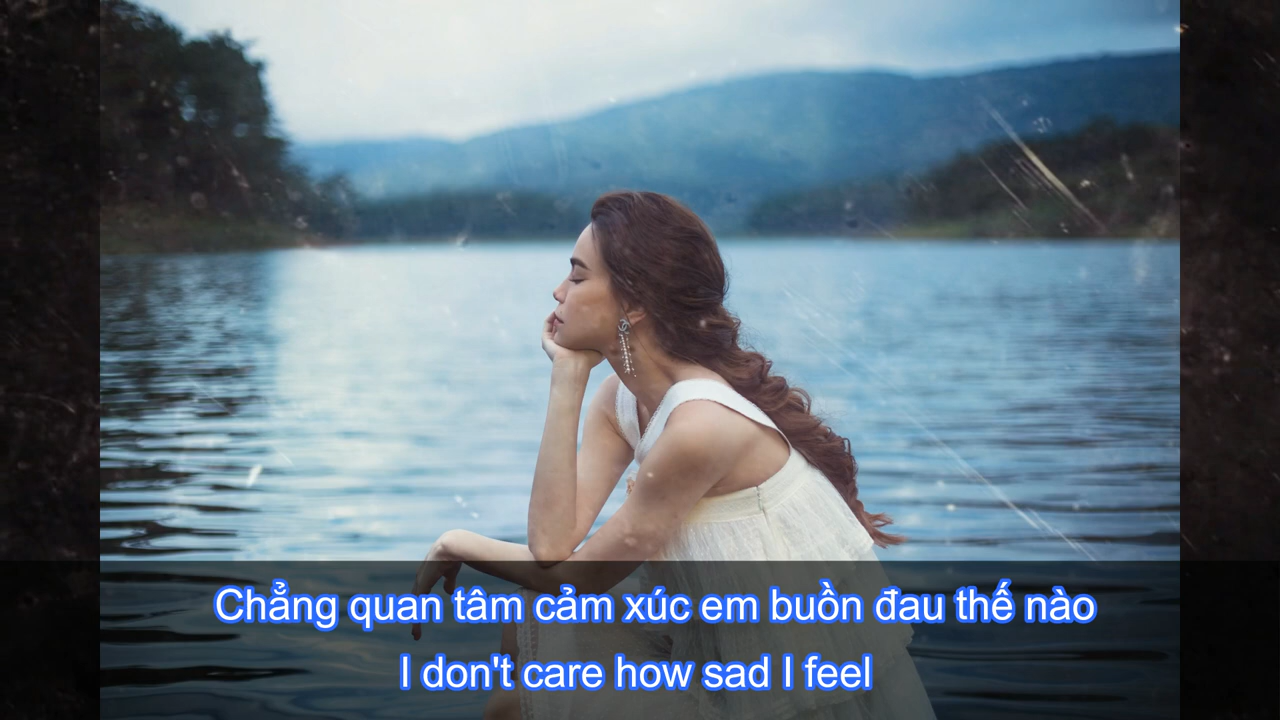 Chẳng quan tâm cảm xúc em buồn đau thế nào
I don't care how sad I feel